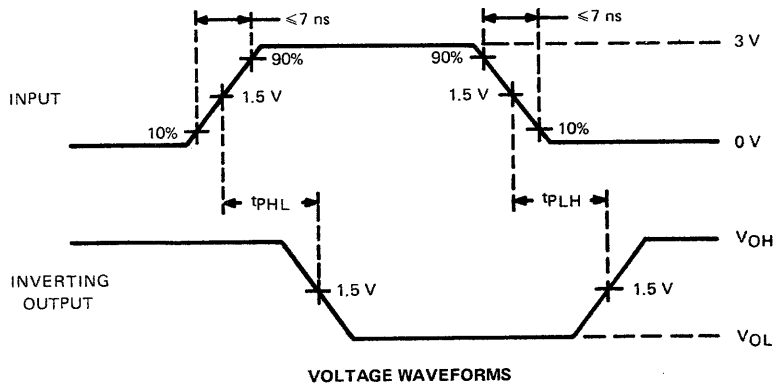 ≤7 ns
≤7 ns
3 V
90%
90%
INPUT
1.5 V
1.5 V
10%
10%
0 V
tPHL
tPLH
VOH
INVERTING
OUTPUT
1.5 V
1.5 V
VOL
VOLTAGE WAVEFORMS